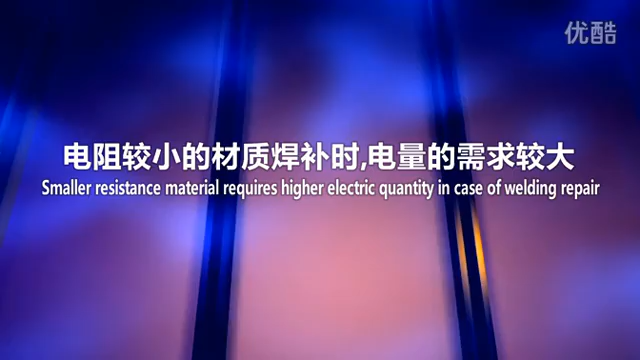 优酷
电阻较小的材质焊补时,电量的需求较大
Smaller resistance material requires higher electric quantity in case of welding repair